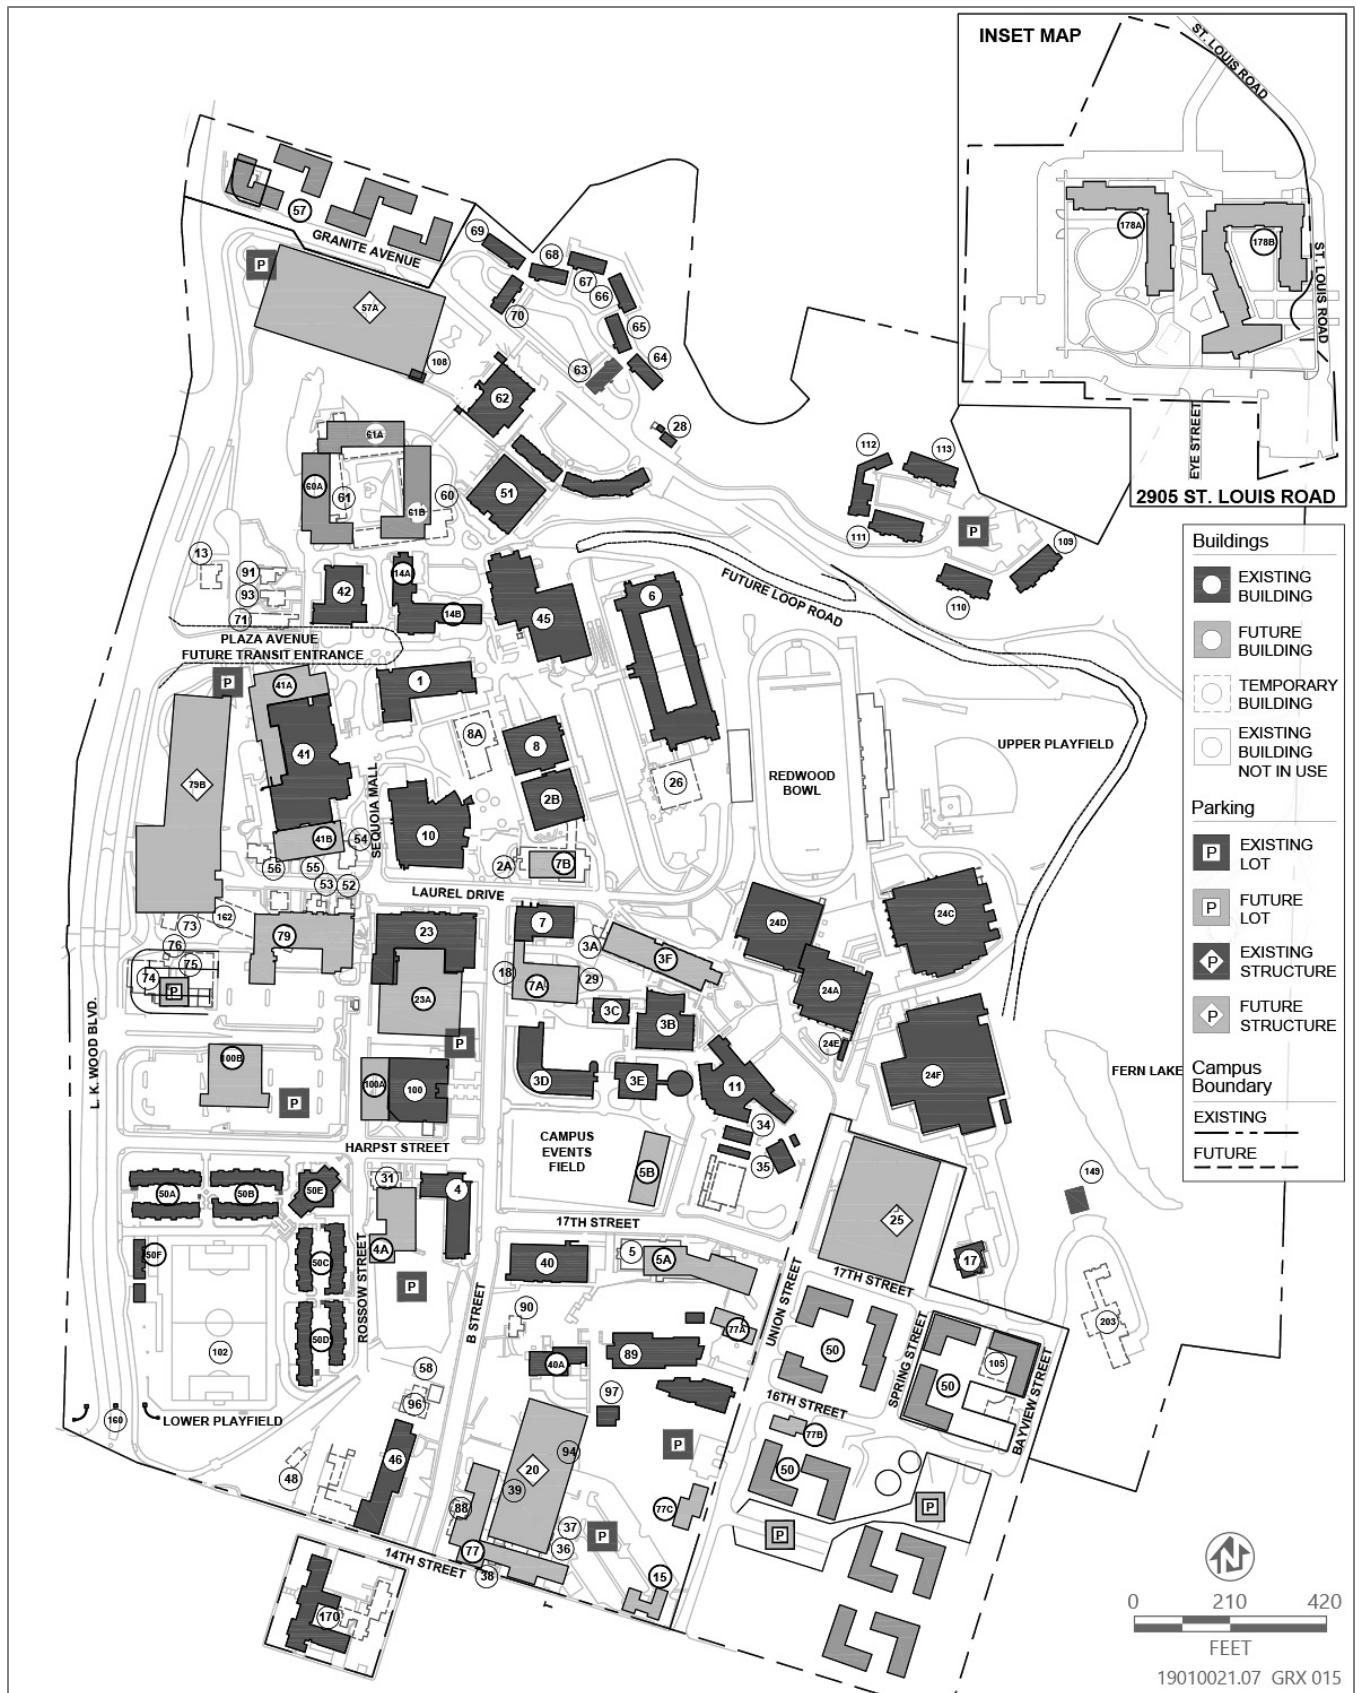 INSET MAP
ST. LOUIS ROAD
178A
178B
ST. LOUIS ROAD
EYE STREET
2905 ST. LOUIS ROAD
57
GRANITE AVENUE
P
57A
108
69
68
67
66
70
65
64
63
62
28
61A
60A
61
61B
60
51
112
113
111
P
109
110
13
91
93
71
42
14A
14B
45
6
FUTURE LOOP ROAD
PLAZA AVENUE
FUTURE TRANSIT ENTRANCE
P
41A
1
41
8A
8
26
REDWOOD
BOWL
UPPER PLAYFIELD
79B
SEQUOIA MALL
2B
10
41B
54
56
55
53
52
2A
7B
LAUREL DRIVE
162
73
76
75
74
P
79
23
7
3A
3F
24D
24C
18
7A
29
23A
3C
3B
24A
24E
L. K. WOOD BLVD.
P
100B
P
100A
100
3D
3E
11
24F
FERN LAKE
34
35
HARPST STREET
CAMPUS
EVENTS
FIELD
5B
149
50A
50B
50E
31
4
25
17TH STREET
50F
50C
4A
P
ROSSOW STREET
40
5
5A
17
17TH STREET
UNION STREET
B STREET
90
77A
203
102
50D
89
50
SPRING STREET
50
105
BAYVIEW STREET
40A
58
96
97
16TH STREET
77B
160
LOWER PLAYFIELD
46
48
94
20
39
P
50
P
88
77C
37
36
P
P
14TH STREET
77
38
15
170
Buildings
EXISTING
BUILDING
FUTURE
BUILDING
TEMPORARY
BUILDING
EXISTING
BUILDING
NOT IN USE
Parking
P
EXISTING
LOT
P
FUTURE
LOT
P
EXISTING
STRUCTURE
P
FUTURE
STRUCTURE
Campus
Boundary
EXISTING
FUTURE
N
0 210 420
FEET
19010021.07 GRX 015